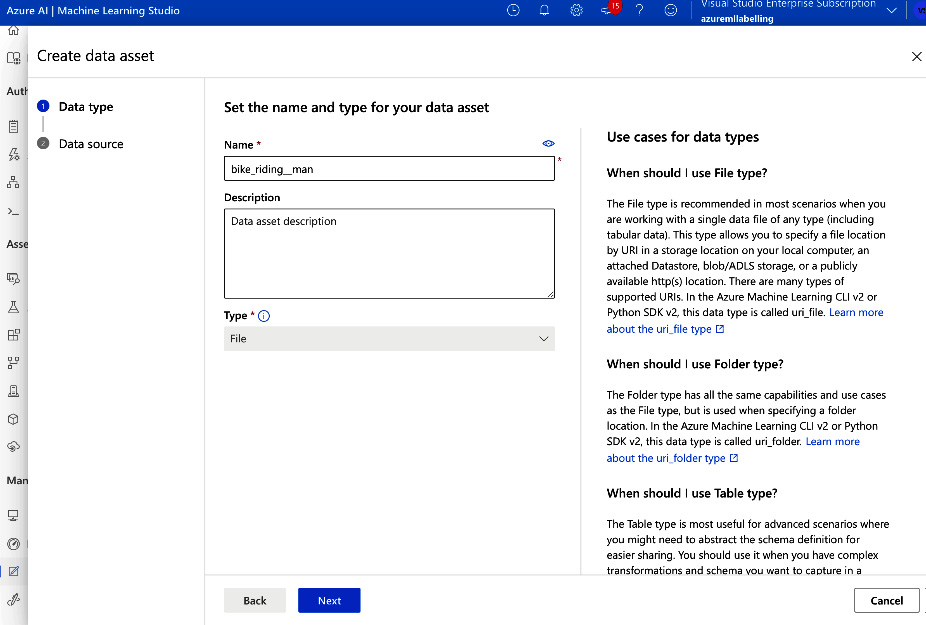 Azure AI | Machine Learning Studio
15
?
Visual Studio Enterprise Subscription
azuremllabelling
Create data asset
Auth
Asse
Man
1 Data type
2 Data source
Set the name and type for your data asset
Name *
bike_riding__man
*
Description
Data asset description
Type *
File
Use cases for data types
When should I use File type?
The File type is recommended in most scenarios when you
are working with a single data file of any type (including
tabular data). This type allows you to specify a file location
by URI in a storage location on your local computer, an
attached Datastore, blob/ADLS storage, or a publicly
available http(s) location. There are many types of
supported URIs. In the Azure Machine Learning CLI v2 or
Python SDK v2, this data type is called uri_file. Learn more
about the uri_file type
When should I use Folder type?
The Folder type has all the same capabilities and use cases
as the File type, but is used when specifying a folder
location. In the Azure Machine Learning CLI v2 or Python
SDK v2, this data type is called uri_folder. Learn more
about the uri_folder type
When should I use Table type?
The Table type is most useful for advanced scenarios where
you might need to abstract the schema definition for
easier sharing. You should use it when you have complex
transformations and schema you want to capture in a
Back
Next
Cancel